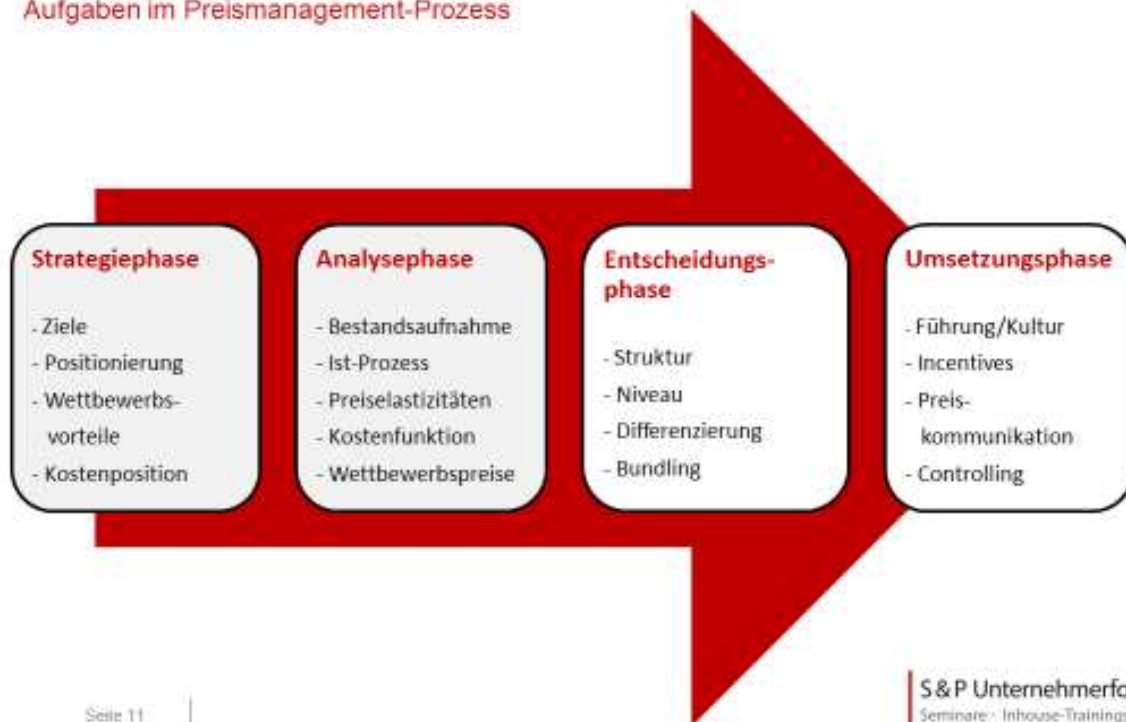 Aufgaben im Preismanagement-Prozess
Strategiephase
- Ziele
- Positionierung
- Wettbewerbs-
vorteile
- Kostenposition
Analysephase
- Bestandsaufnahme
- Ist-Prozess
- Preiselastizitäten
- Kostenfunktion
- Wettbewerbspreise
Entscheidungs-
phase
- Struktur
- Niveau
- Differenzierung
- Bundling
Umsetzungsphase
- Führung/Kultur
- Incentives
- Preis-
kommunikation
- Controlling
Seite 11
S&P Unternehmerfo
Seminare · Inhouse-Trainings